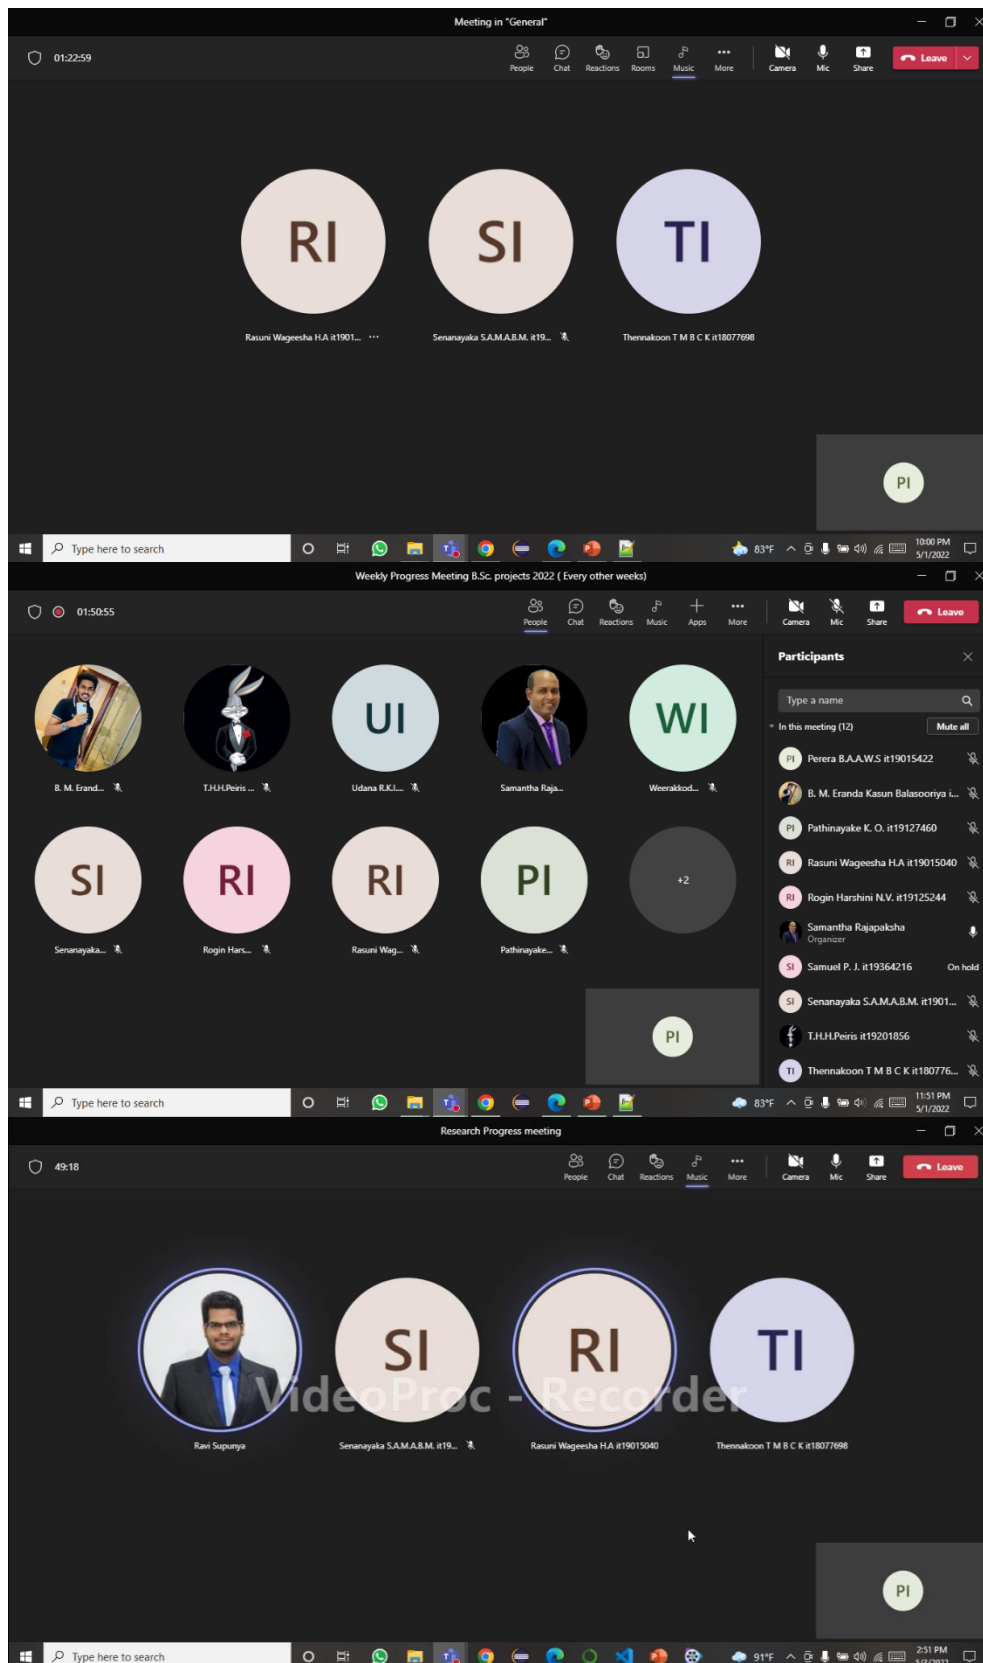 Meeting in "General"
01:22:59
People Chat Reactions Rooms Music More Camera Mic Share Leave
RI SI TI
Rasuni Wageesha H.A it1901... ···
Senanayaka S.A.M.A.B.M. it19...
Thennakoon T M B C K it18077698
PI
Type here to search
83°F
10:00 PM
5/1/2022
Weekly Progress Meeting B.Sc. projects 2022 ( Every other weeks)
01:50:55
People Chat Reactions Music Apps More Camera Mic Share Leave
UI WI
B. M. Erand... T.H.H.Peiris ... Udana R.K.I.... Samantha Raja... Weerakkod...
SI RI RI PI +2
Senanayaka... Rogin Hars... Rasuni Wag... Pathinayake...
PI
Participants
Type a name
In this meeting (12) Mute all
PI Perera B.A.A.W.S it19015422
B. M. Eranda Kasun Balasooriya i...
PI Pathinayake K. O. it19127460
RI Rasuni Wageesha H.A it19015040
RI Rogin Harshini N.V. it19125244
Samantha Rajapaksha
Organizer
SI Samuel P. J. it19364216 On hold
SI Senanayaka S.A.M.A.B.M. it1901...
T.H.H.Peiris it19201856
TI Thennakoon T M B C K it180776...
Type here to search
83°F
11:51 PM
5/1/2022
Research Progress meeting
49:18
People Chat Reactions Music More Camera Mic Share Leave
SI RI TI
VideoProc - Recorder
Ravi Supunya
Senanayaka S.A.M.A.B.M. it19...
Rasuni Wageesha H.A it19015040
Thennakoon T M B C K it18077698
PI
Type here to search
91°F
2:51 PM